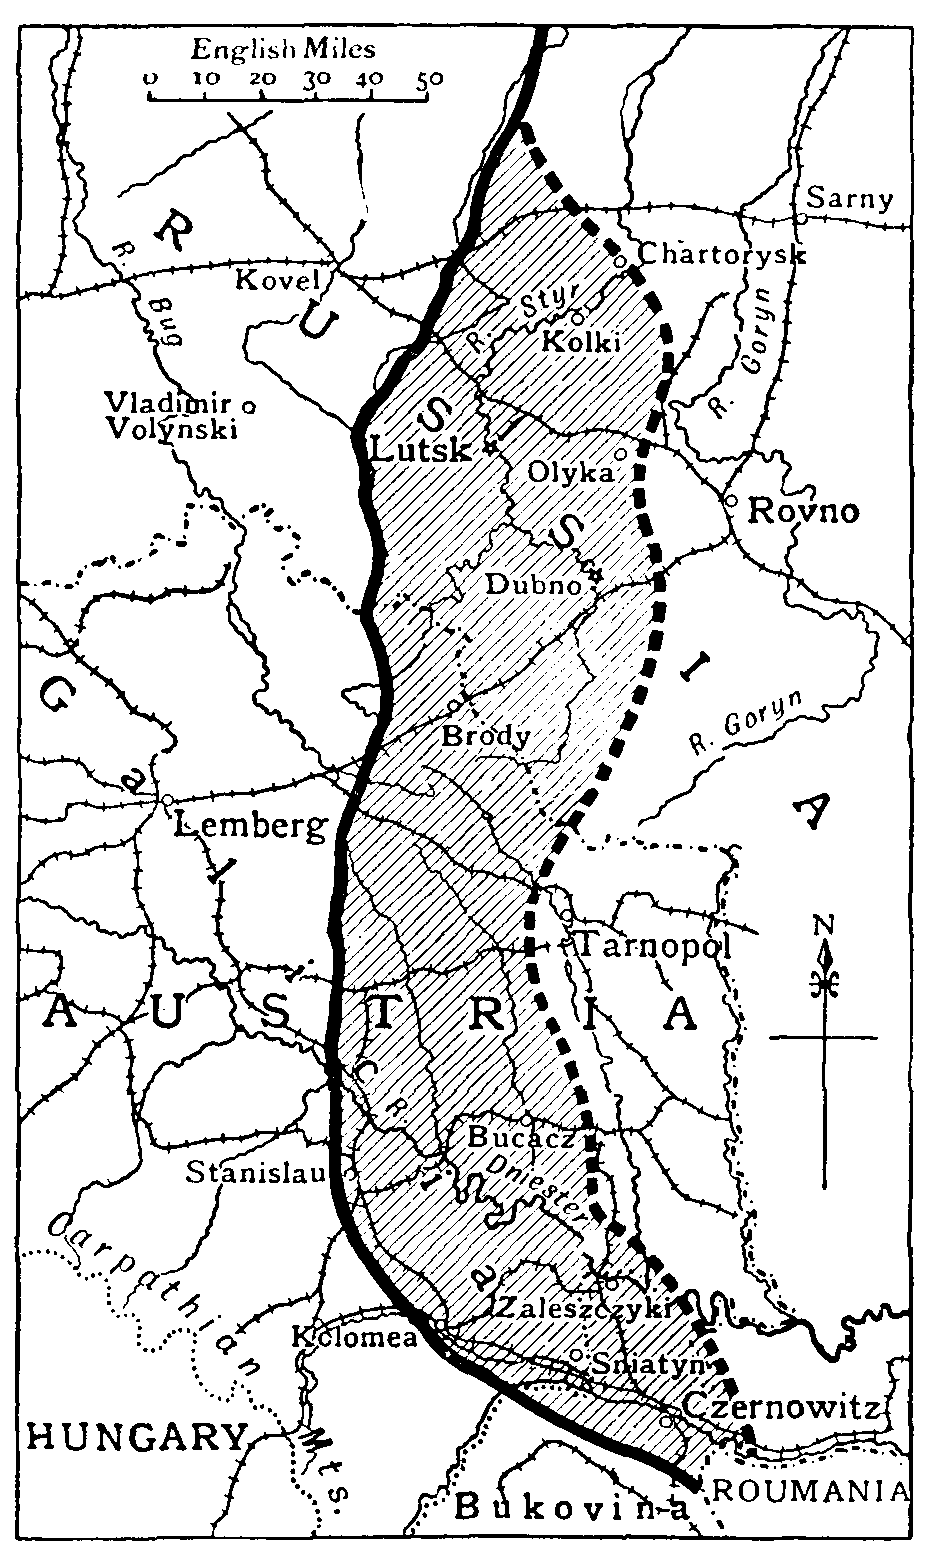 English Miles
0 10 20 30 40 50
Sarny
R
R. Bug
Chartorysk
Kovel
U
R. Styr
Kolki
R. Goryn
Vladimir
Volynski
S
Lutsk
Olyka
Rovno
S
Dubno
I
G
R. Goryn
Brody
a
A
Lemberg
l
N
Tarnopol
i
A U S T R I A
c
R. Dniester
Bucacz
Stanislau
i
Carpathian Mts.
a
Zaleszczyki
Kolomea
Sniatyn
Czernowitz
HUNGARY
ROUMANIA
Bukovina